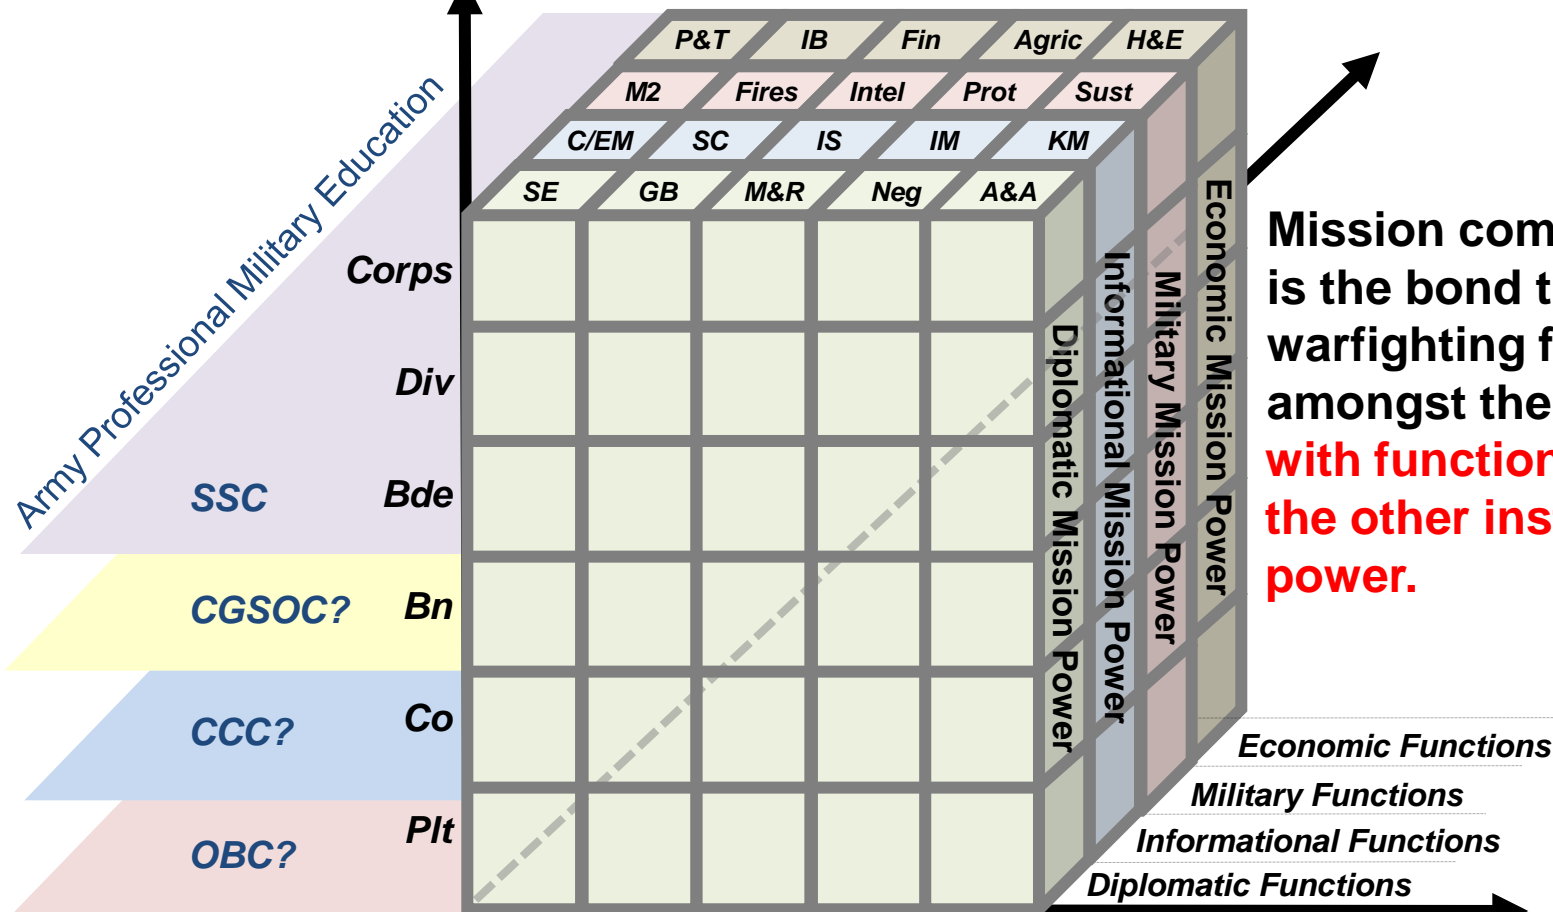 P&T IB Fin Agric H&E
M2 Fires Intel Prot Sust
C/EM SC IS IM KM
SE GB M&R Neg A&A
Army Professional Military Education
Corps
Div
Bde
Bn
Co
Plt
SSC
CGSOC?
CCC?
OBC?
Diplomatic Mission Power
Informational Mission Power
Military Mission Power
Economic Mission Power
Mission com
is the bond t
warfighting f
amongst the
with function
the other ins
power.
Economic Functions
Military Functions
Informational Functions
Diplomatic Functions